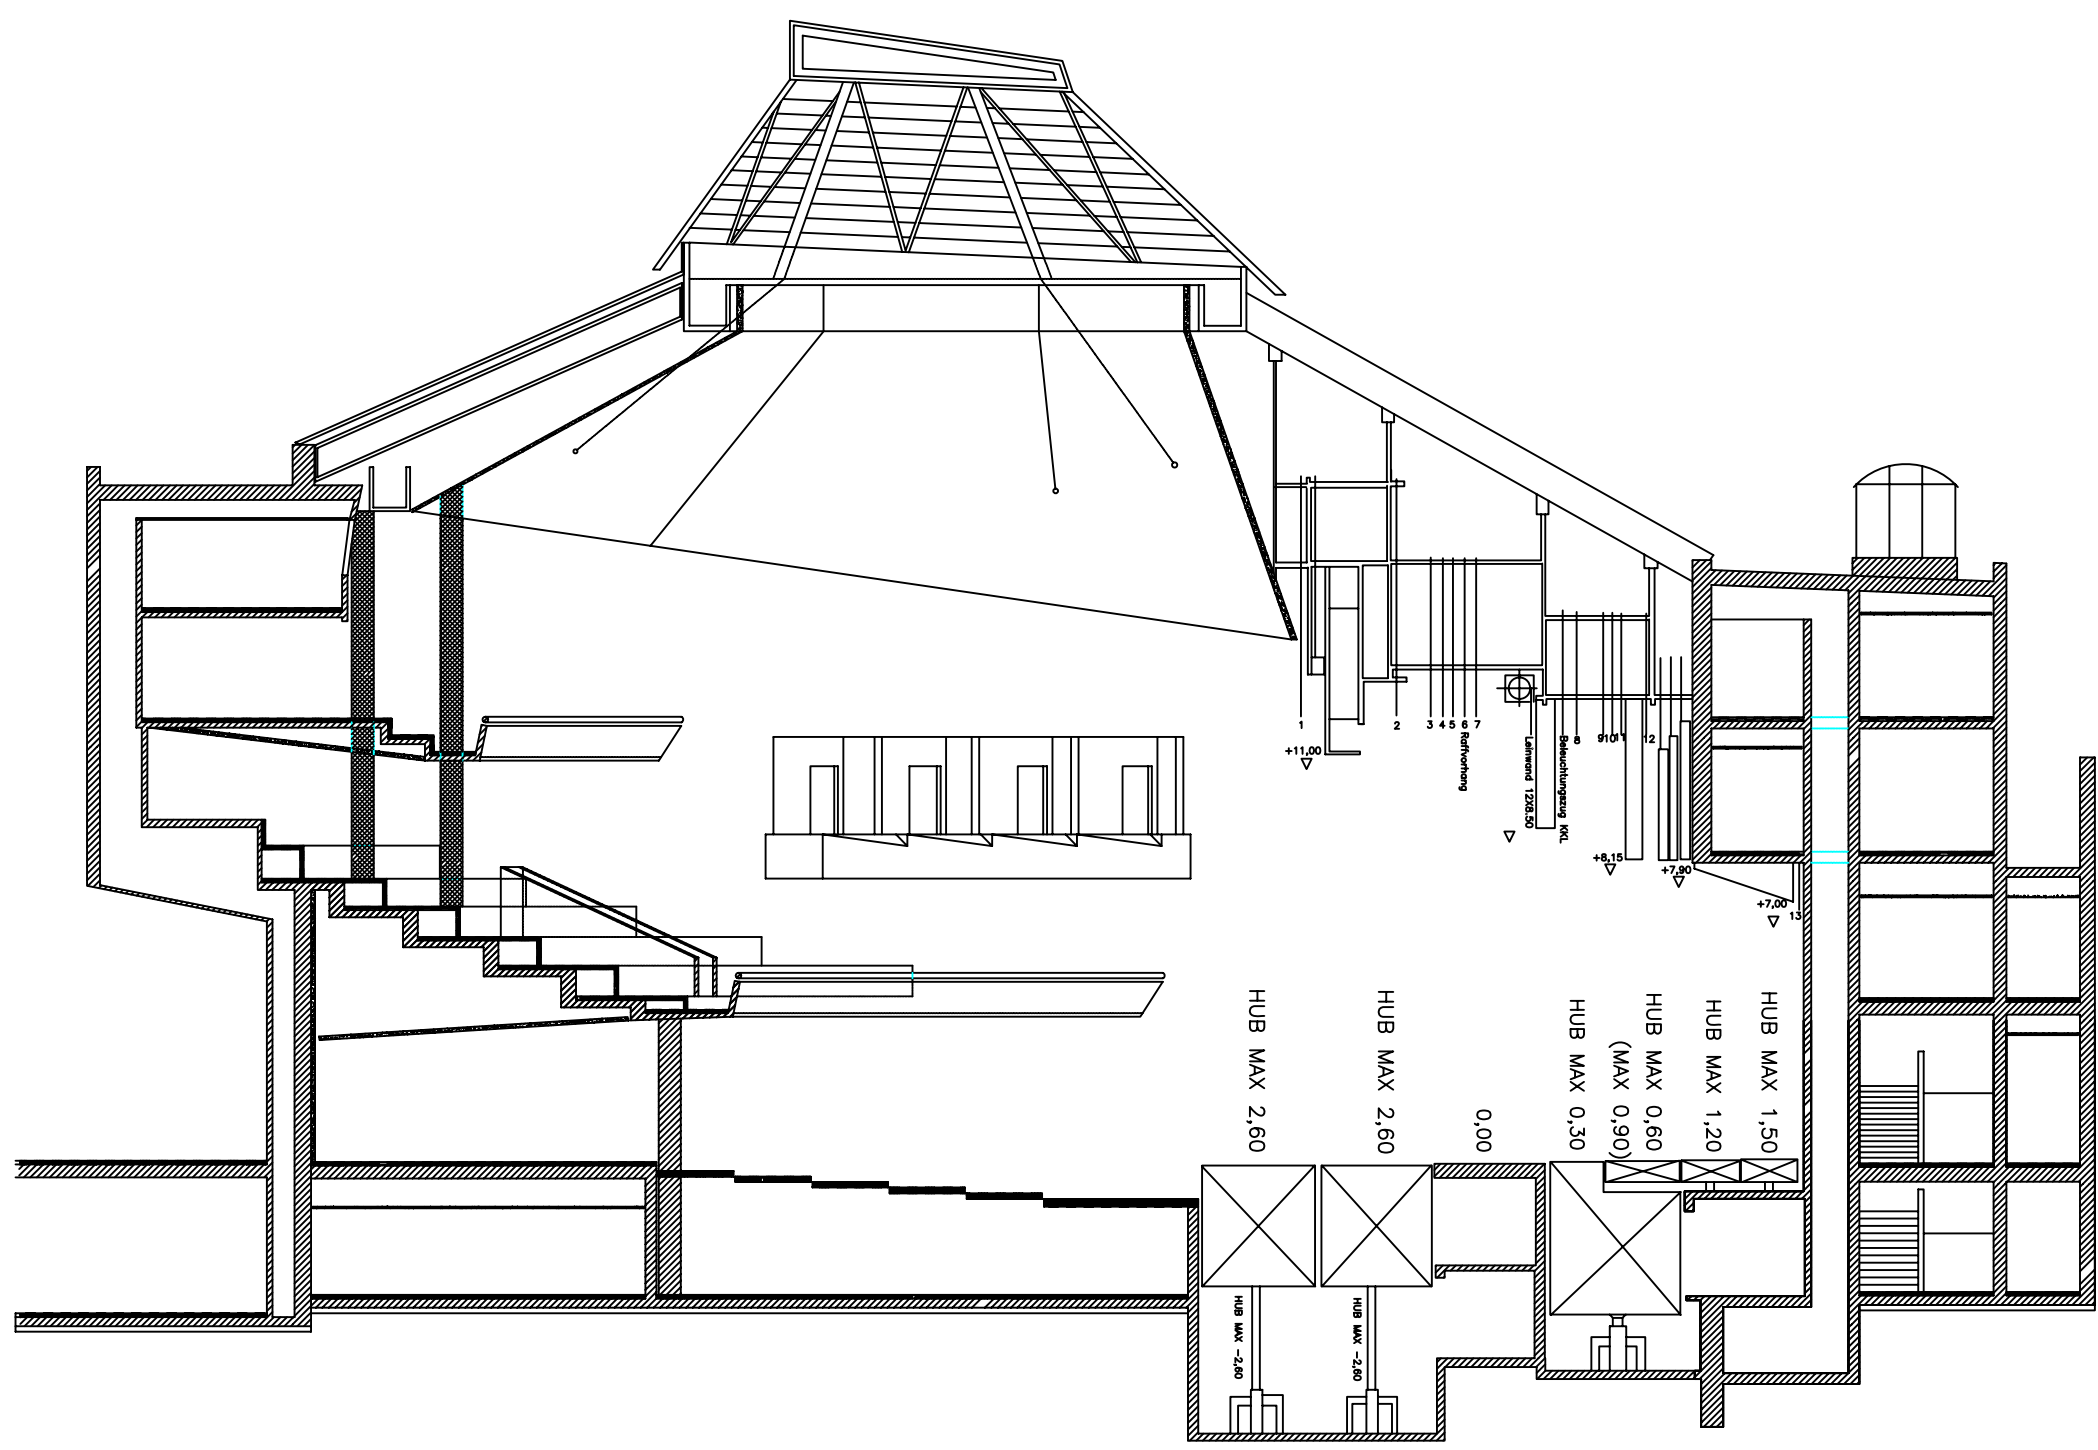 1
2
3
4
5
6 Raffvorhang
7
Leinwand 12X8.50
Beleuchtungszug KKL
8
9
10
11
12
+11,00
+8,15
+7,90
+7,00
13
HUB MAX 2,60
HUB MAX 2,60
0,00
HUB MAX 0,30
HUB MAX 0,60
(MAX 0,90)
HUB MAX 1,20
HUB MAX 1,50
HUB MAX -2,60
HUB MAX -2,60